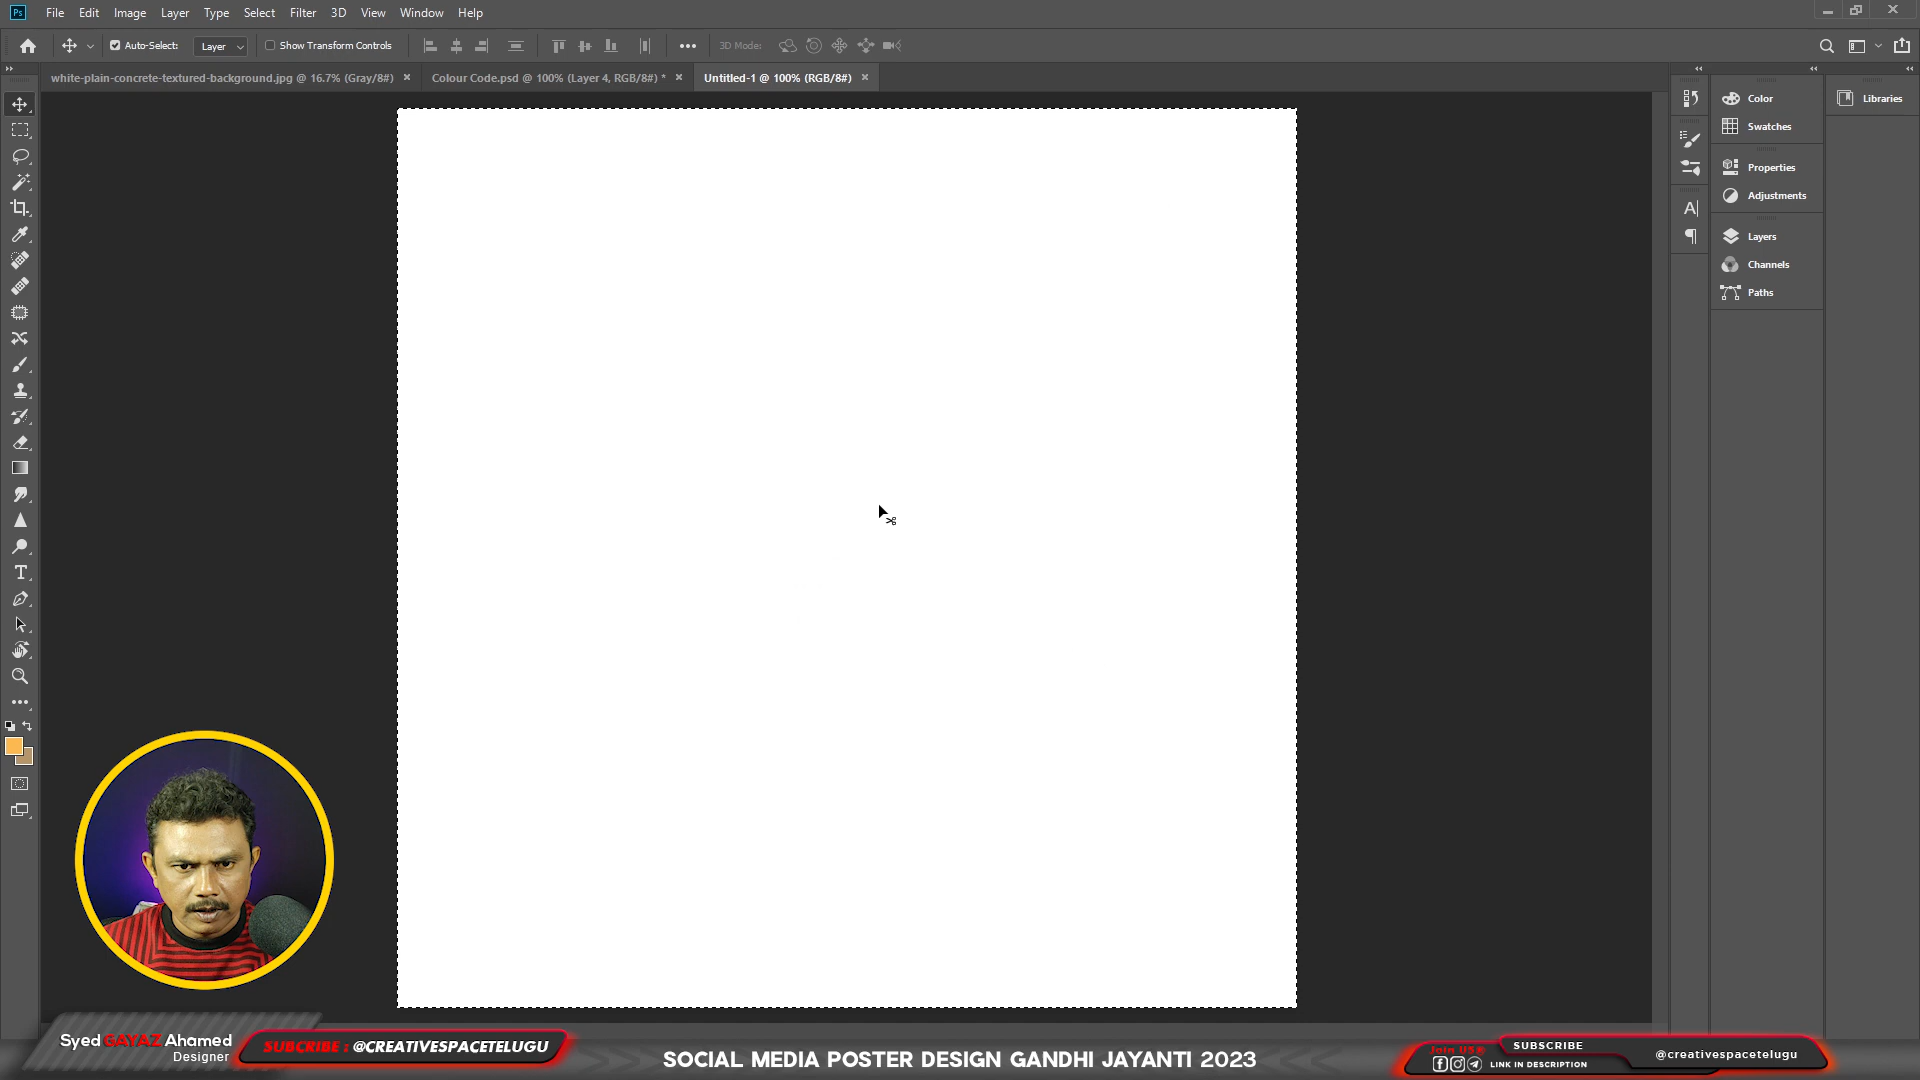 Ps File Edit Image Layer Type Select Filter 3D View Window Help
Auto-Select: Layer Show Transform Controls 3D Mode:
white-plain-concrete-textured-background.jpg @ 16.7% (Gray/8#) × Colour Code.psd @ 100% (Layer 4, RGB/8#) * × Untitled-1 @ 100% (RGB/8#) ×
Color
Swatches
Properties
Adjustments
Layers
Channels
Paths
Libraries
Syed GAYAZ Ahamed
Designer
SUBCRIBE : @CREATIVESPACETELUGU
SOCIAL MEDIA POSTER DESIGN GANDHI JAYANTI 2023
Join US@
SUBSCRIBE
LINK IN DESCRIPTION
@creativespacetelugu